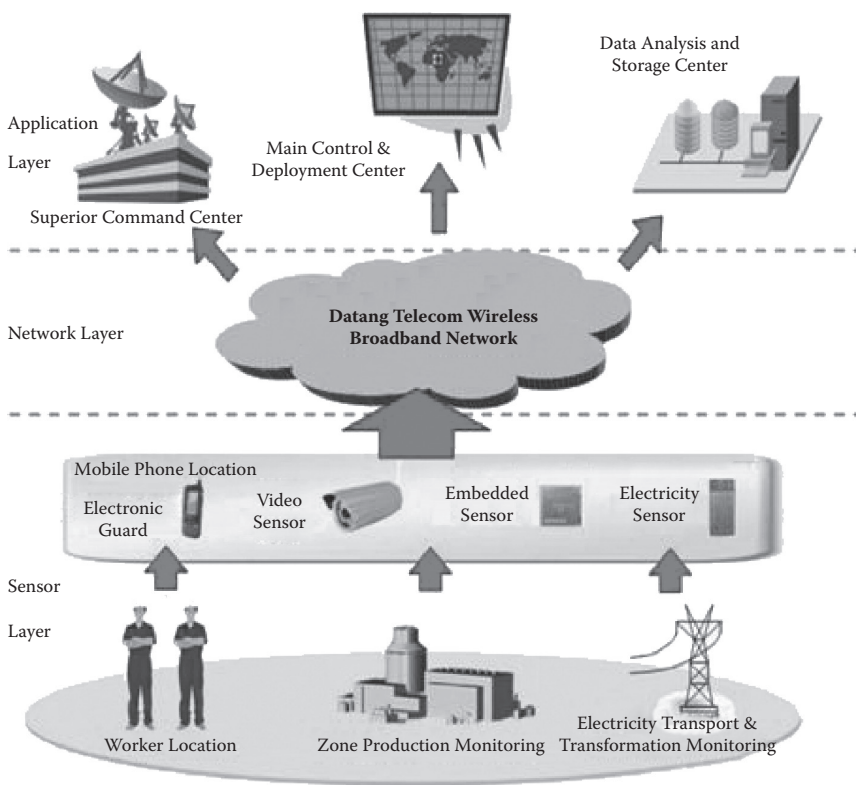 Data Analysis and
Storage Center
Application
Layer
Main Control &
Deployment Center
Superior Command Center
Network Layer
Datang Telecom Wireless
Broadband Network
Mobile Phone Location
Electronic
Guard
Video
Sensor
Embedded
Sensor
Electricity
Sensor
Sensor
Layer
Worker Location
Zone Production Monitoring
Electricity Transport &
Transformation Monitoring